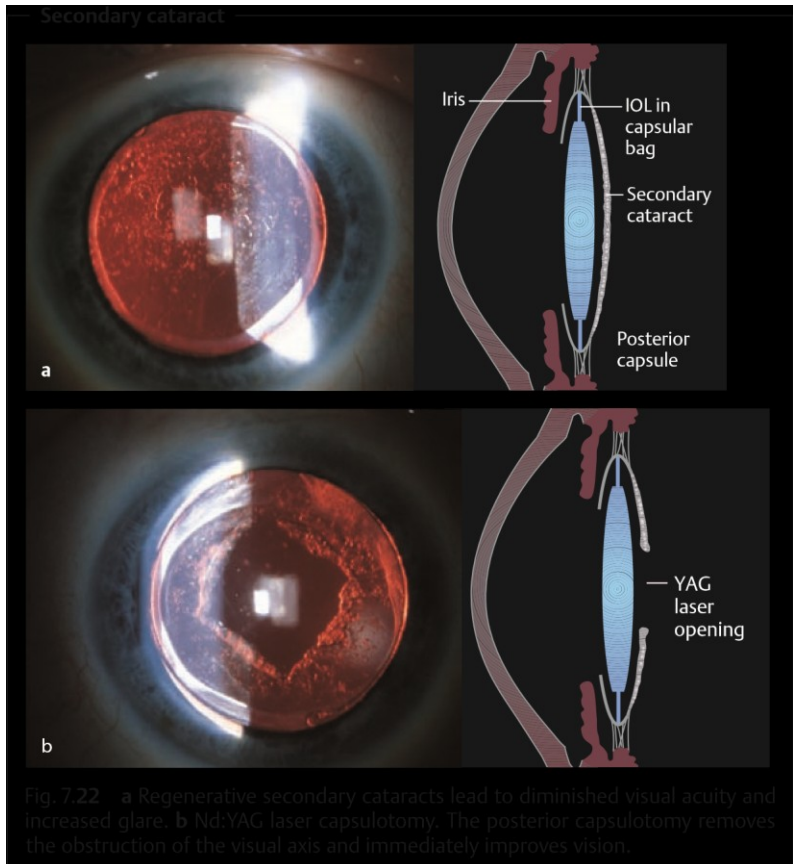 Secondary cataract
Iris
IOL in
capsular
bag
Secondary
cataract
Posterior
capsule
a
YAG
laser
opening
b
Fig. 7.22 a Regenerative secondary cataracts lead to diminished visual acuity and
increased glare. b Nd:YAG laser capsulotomy. The posterior capsulotomy removes
the obstruction of the visual axis and immediately improves vision.